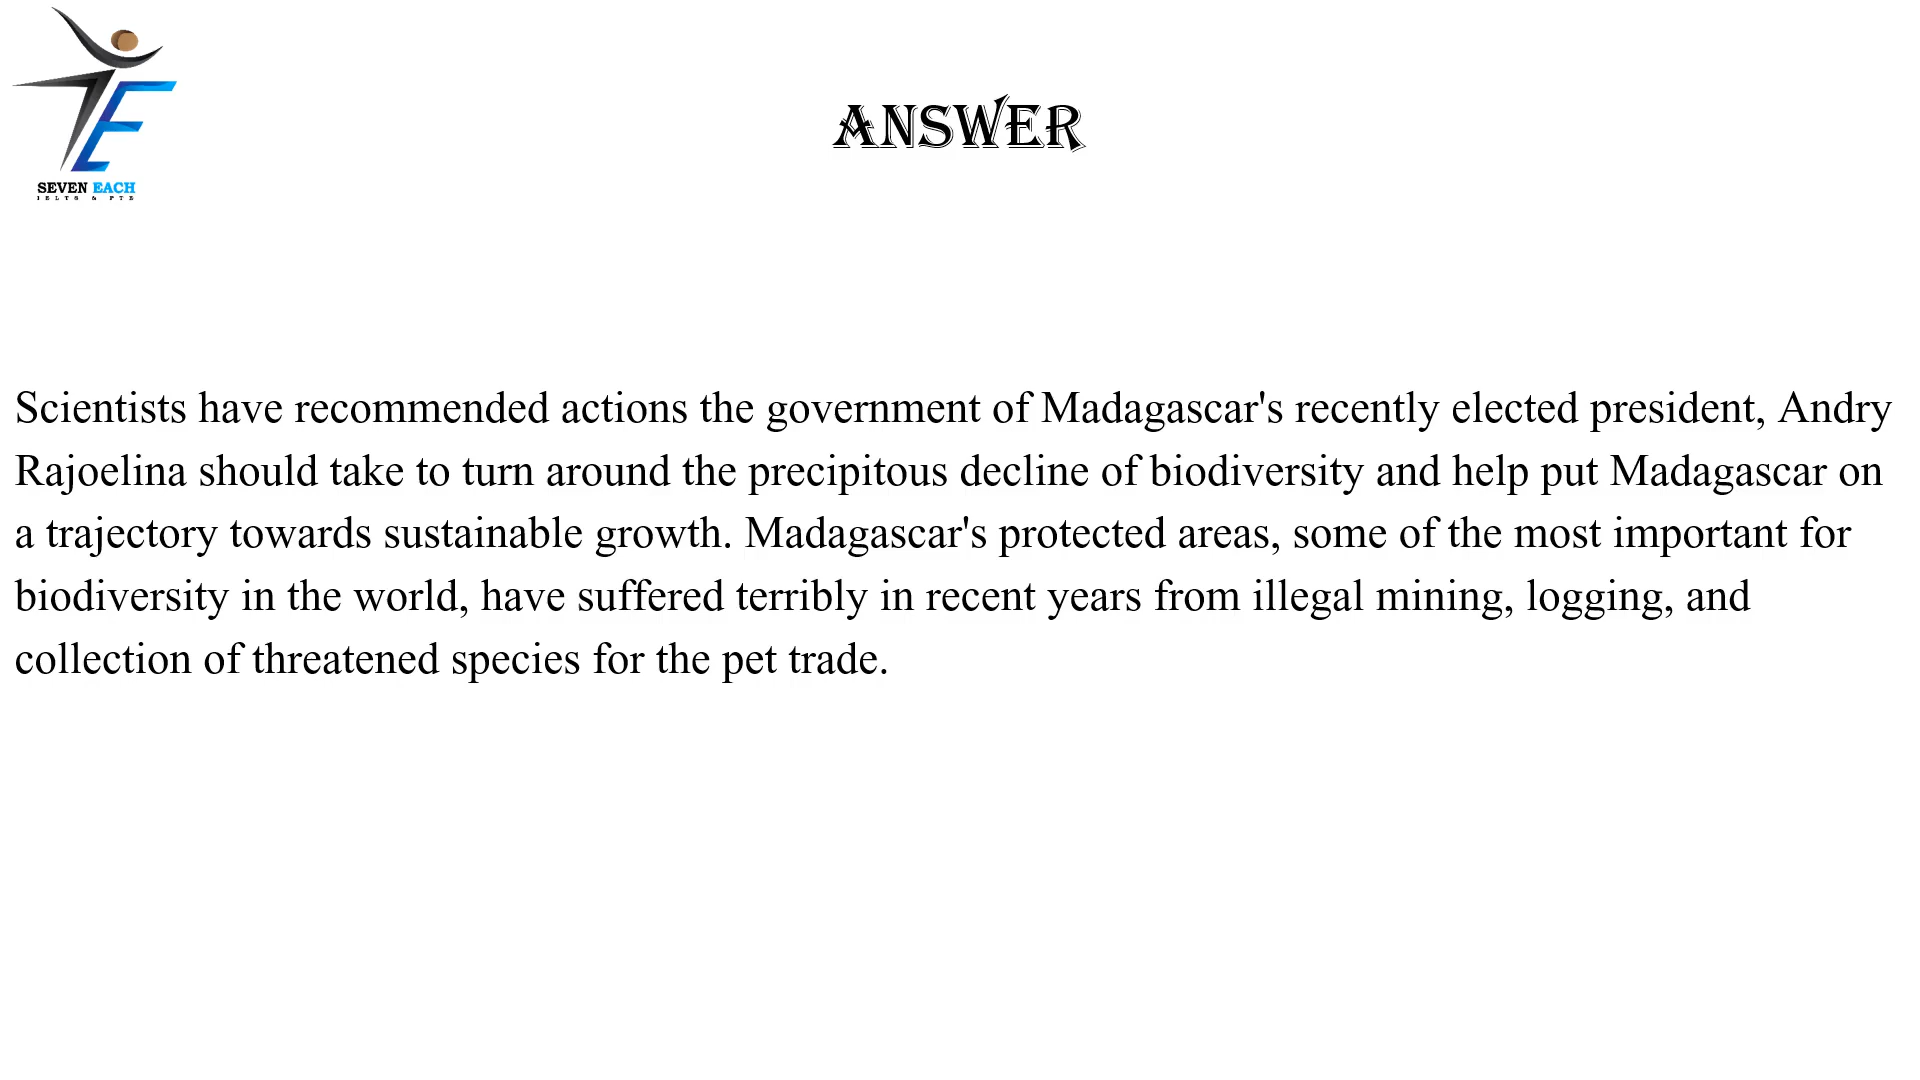 SEVEN EACH
IELTS & PTE
ANSWER
Scientists have recommended actions the government of Madagascar's recently elected president, Andry
Rajoelina should take to turn around the precipitous decline of biodiversity and help put Madagascar on
a trajectory towards sustainable growth. Madagascar's protected areas, some of the most important for
biodiversity in the world, have suffered terribly in recent years from illegal mining, logging, and
collection of threatened species for the pet trade.